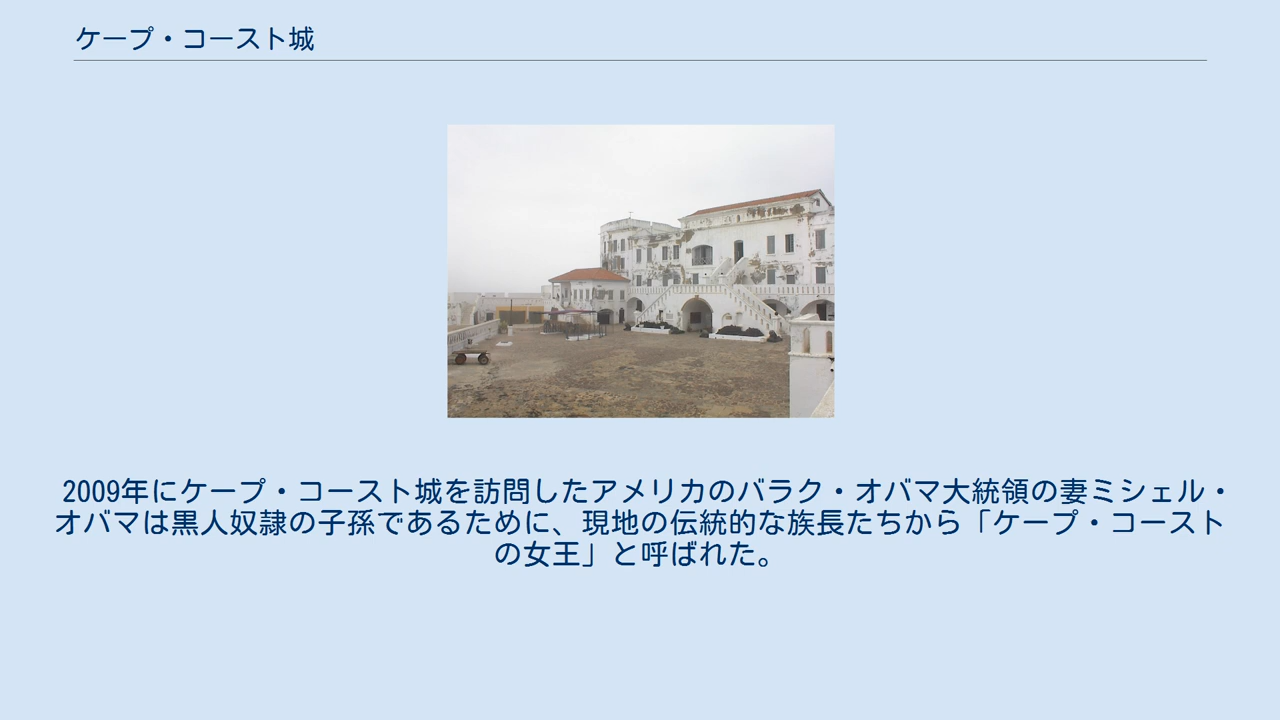 ケープ・コースト城
2009年にケープ・コースト城を訪問したアメリカのバラク・オバマ大統領の妻ミシェル・
オバマは黒人奴隷の子孫であるために、現地の伝統的な族長たちから「ケープ・コースト
の女王」と呼ばれた。